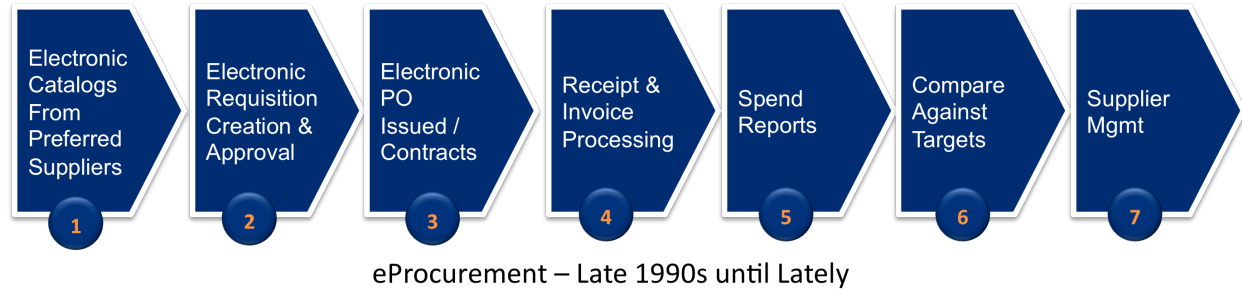 Electronic
Catalogs
From
Preferred
Suppliers
1
Electronic
Requisition
Creation &
Approval
2
Electronic
PO
Issued /
Contracts
3
Receipt &
Invoice
Processing
4
Spend
Reports
5
Compare
Against
Targets
6
Supplier
Mgmt
7
eProcurement – Late 1990s until Lately